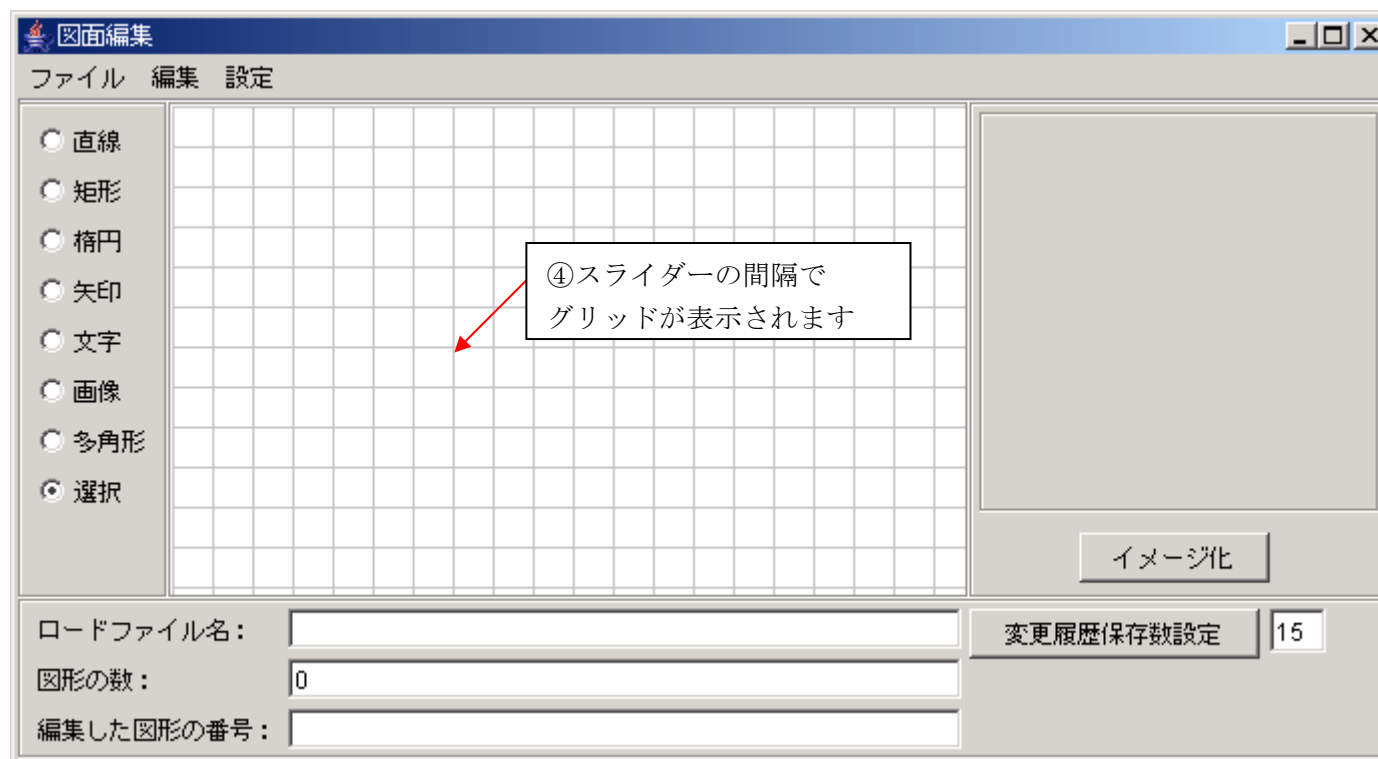 図面編集
ファイル 編集 設定
直線
矩形
楕円
矢印
文字
画像
多角形
選択
④スライダーの間隔で
グリッドが表示されます
イメージ化
ロードファイル名：
変更履歴保存数設定 15
図形の数： 0
編集した図形の番号：